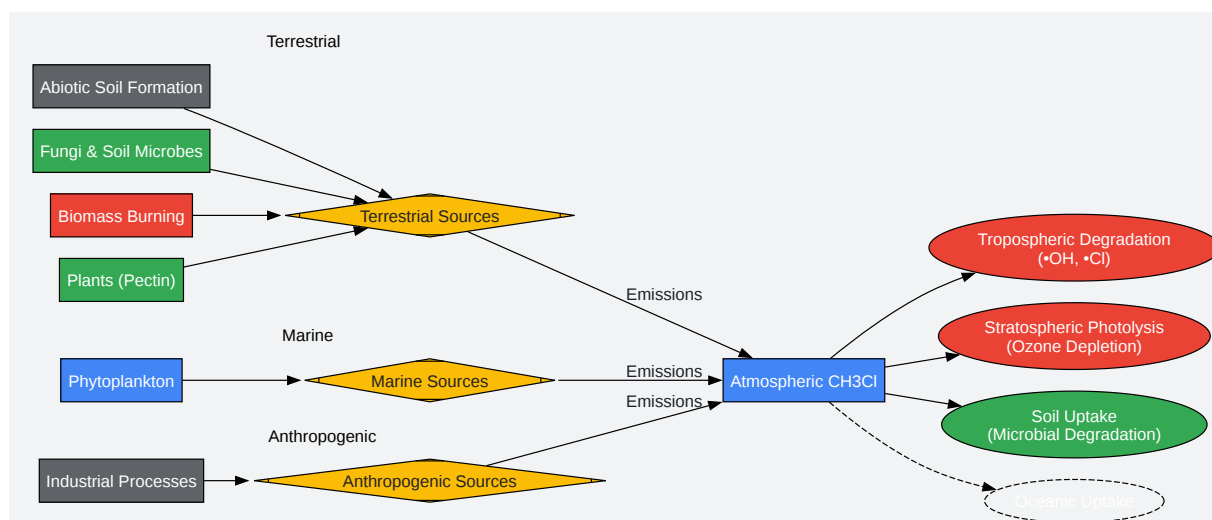 Terrestrial
Abiotic Soil Formation
Fungi & Soil Microbes
Biomass Burning
Plants (Pectin)
Terrestrial Sources
Emissions
Marine
Phytoplankton
Marine Sources
Emissions
Anthropogenic
Industrial Processes
Anthropogenic Sources
Emissions
Atmospheric CH3Cl
Tropospheric Degradation
(•OH, •Cl)
Stratospheric Photolysis
(Ozone Depletion)
Soil Uptake
(Microbial Degradation)
Oceanic Uptake